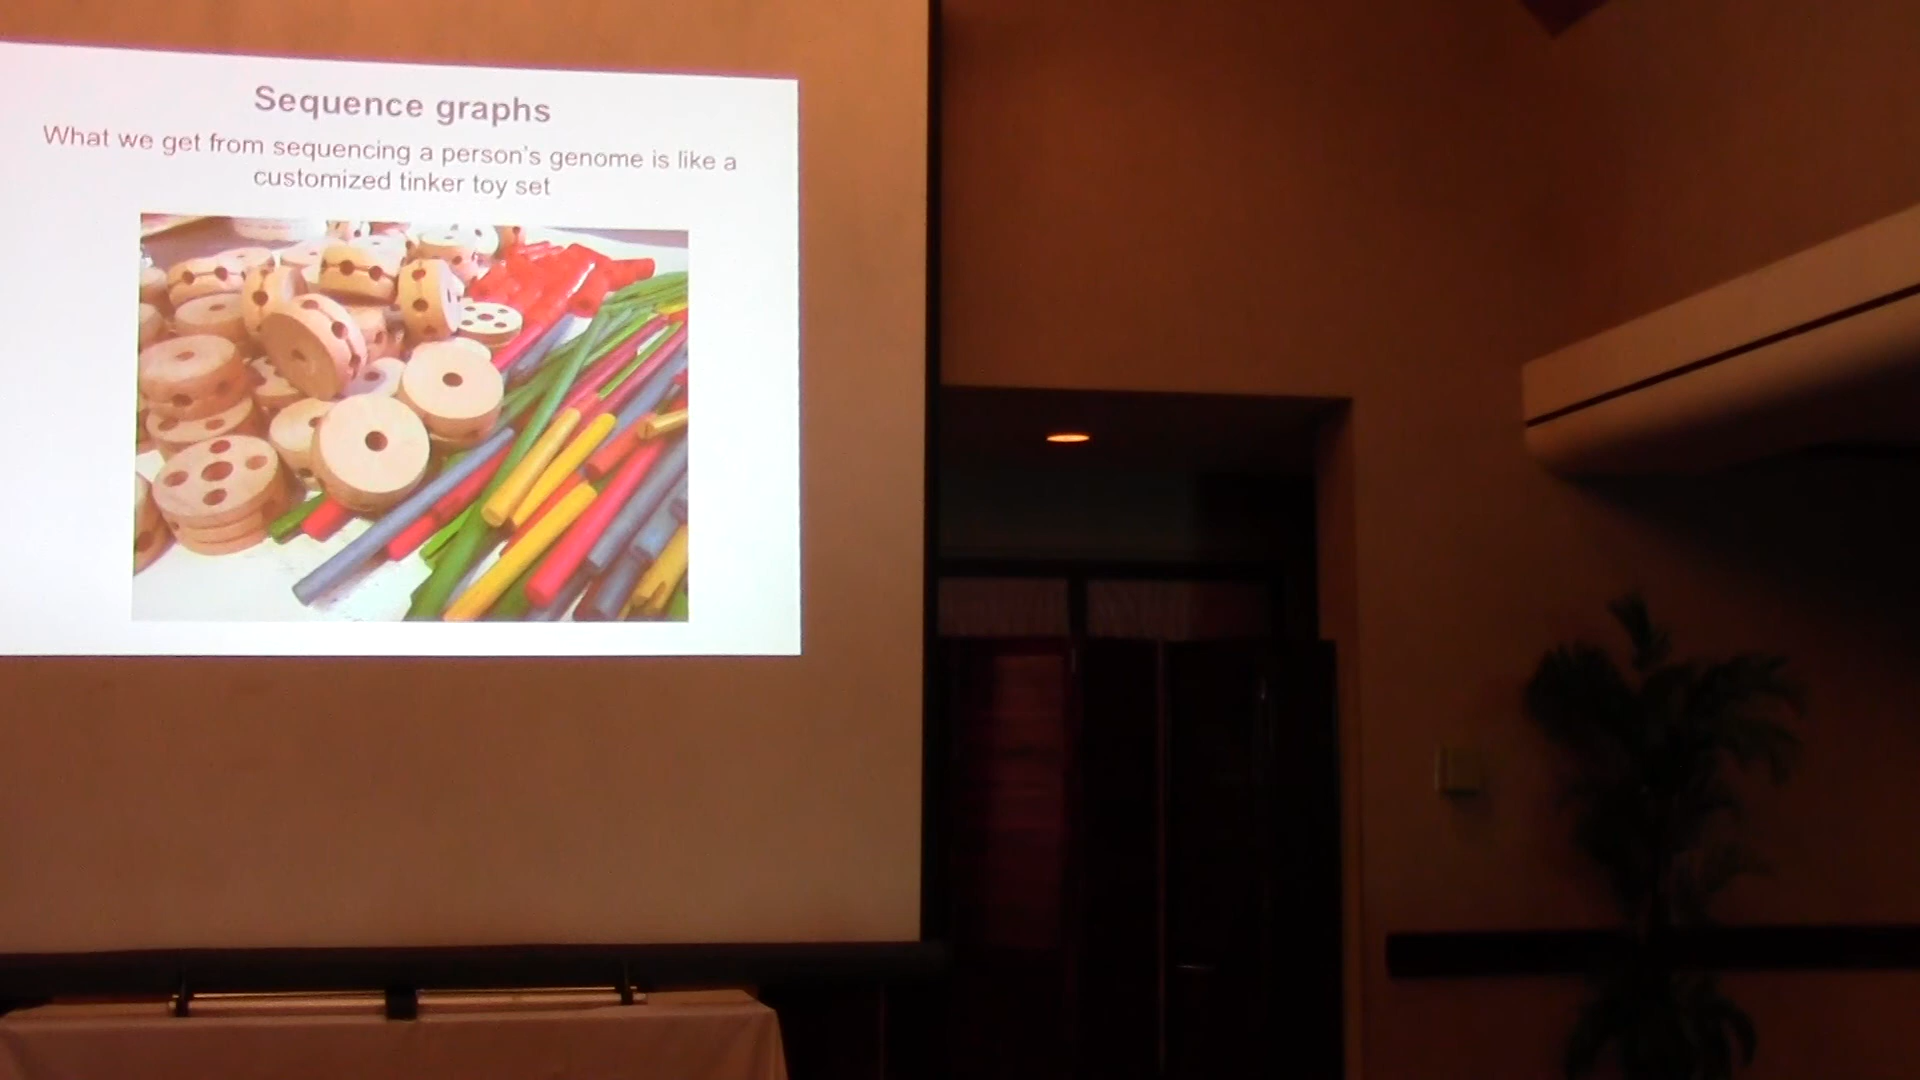 Sequence graphs
What we get from sequencing a person's genome is like a
customized tinker toy set